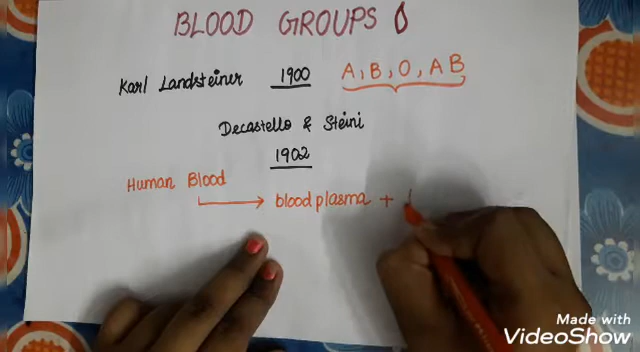 BLOOD GROUPS
Karl Landsteiner 1900 A, B, O, AB
Decastello & Steini
1902
Human Blood
blood plasma +
Made with
VideoShow